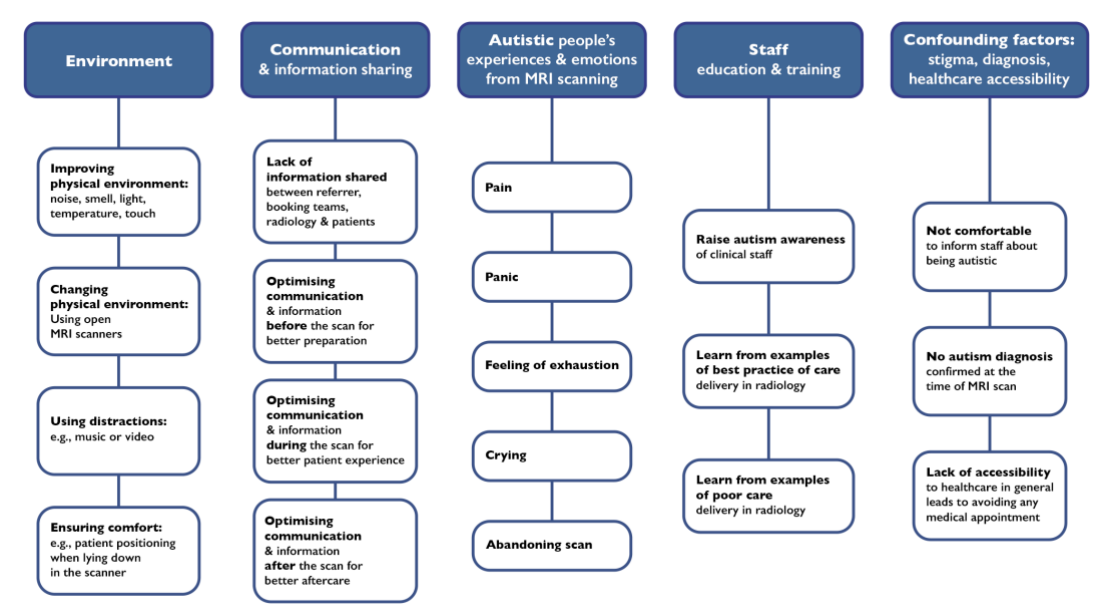 Environment
Improving
physical environment:
noise, smell, light,
temperature, touch
Changing
physical environment:
Using open
MRI scanners
Using distractions:
e.g., music or video
Ensuring comfort:
e.g., patient positioning
when lying down
in the scanner
Communication
& information sharing
Lack of
information shared
between referrer,
booking teams,
radiology & patients
Optimising
communication
& information
before the scan for
better preparation
Optimising
communication
& information
during the scan for
better patient experience
Optimising
communication
& information
after the scan for
better aftercare
Autistic people's
experiences & emotions
from MRI scanning
Pain
Panic
Feeling of exhaustion
Crying
Abandoning scan
Staff
education & training
Raise autism awareness
of clinical staff
Learn from examples
of best practice of care
delivery in radiology
Learn from examples
of poor care
delivery in radiology
Confounding factors:
stigma, diagnosis,
healthcare accessibility
Not comfortable
to inform staff about
being autistic
No autism diagnosis
confirmed at the
time of MRI scan
Lack of accessibility
to healthcare in general
leads to avoiding any
medical appointment